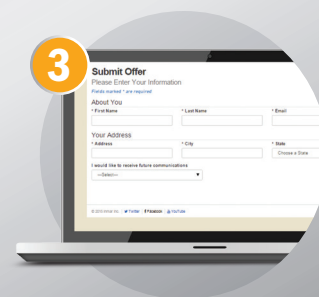 3
Submit Offer
Please Enter Your Information
Fields marked * are required
About You
* First Name * Last Name * Email
Your Address
* Address * City * State
Choose a State
I would like to receive future communications
---Select---
Twitter Facebook YouTube